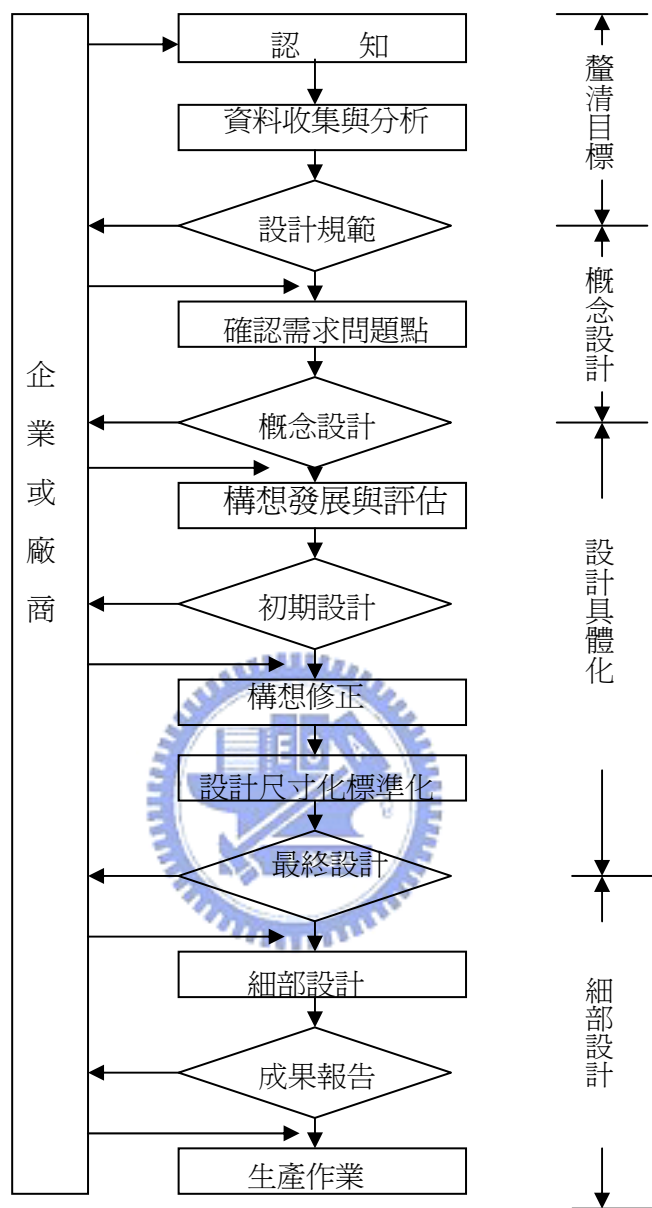 企業或廠商
認 知
資料收集與分析
設計規範
確認需求問題點
概念設計
構想發展與評估
初期設計
構想修正
設計尺寸化標準化
最終設計
細部設計
成果報告
生產作業
釐清目標
概念設計
設計具體化
細部設計